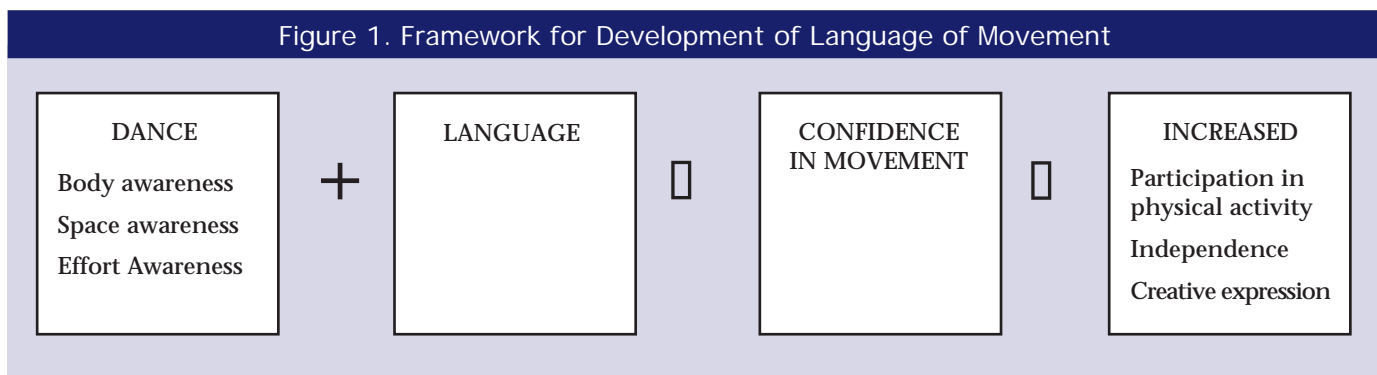 Figure 1. Framework for Development of Language of Movement
DANCE
Body awareness
Space awareness
Effort Awareness
+
LANGUAGE
▯
CONFIDENCE
IN MOVEMENT
▯
INCREASED
Participation in
physical activity
Independence
Creative expression